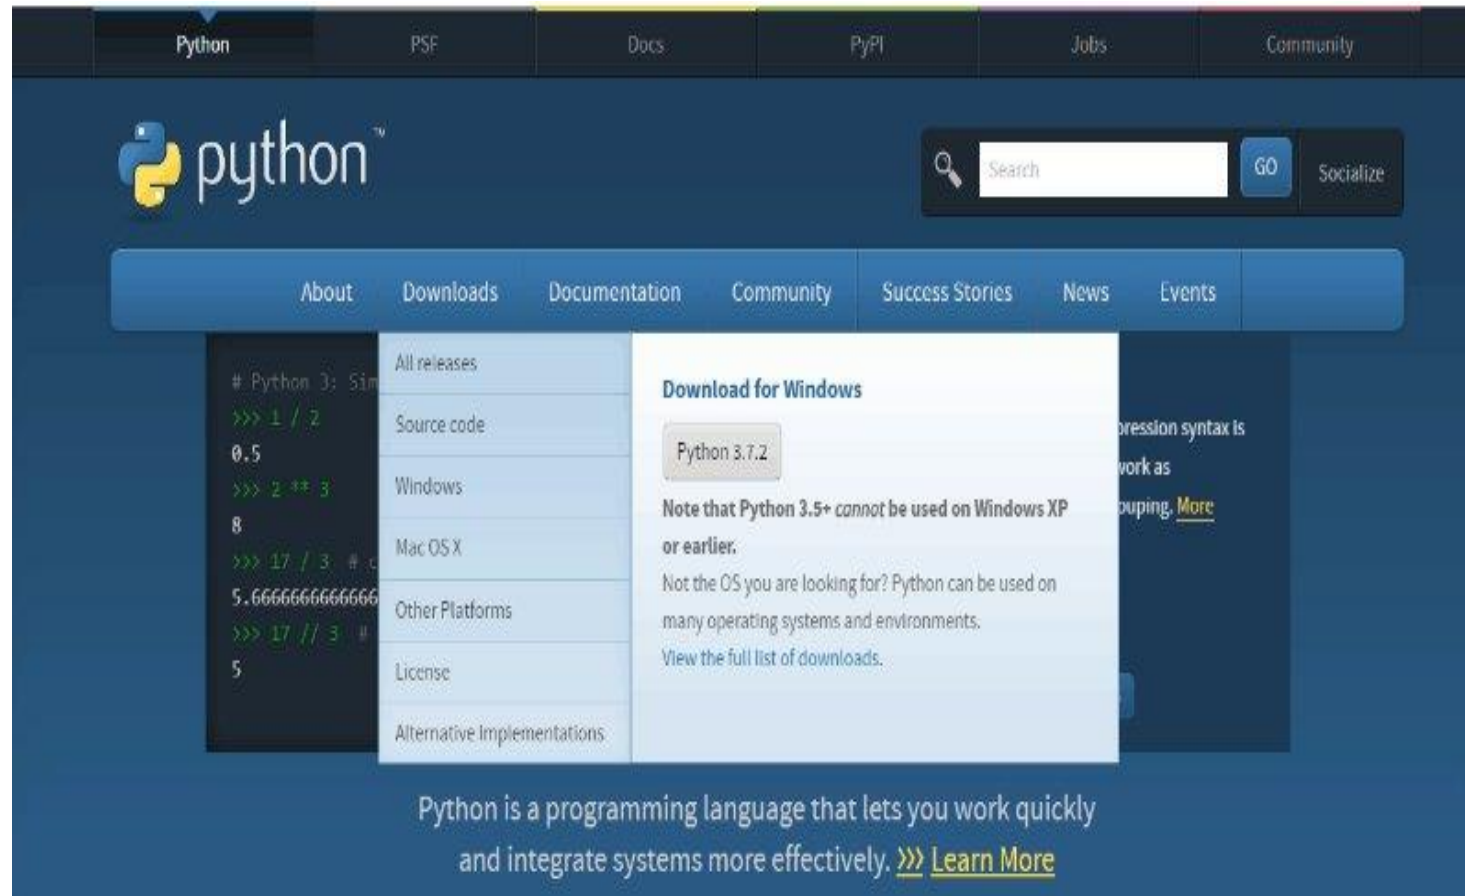 Python PSF Docs PyPI Jobs Community
python™
Search GO Socialize
About Downloads Documentation Community Success Stories News Events
# Python 3: Sim
>>> 1 / 2
0.5
>>> 2 ** 3
8
>>> 17 / 3 # c
5.6666666666666
>>> 17 // 3 #
5
All releases
Source code
Windows
Mac OS X
Other Platforms
License
Alternative Implementations
Download for Windows
Python 3.7.2
Note that Python 3.5+ cannot be used on Windows XP
or earlier.
Not the OS you are looking for? Python can be used on
many operating systems and environments.
View the full list of downloads.
pression syntax is
work as
ouping. More
Python is a programming language that lets you work quickly
and integrate systems more effectively. >>> Learn More